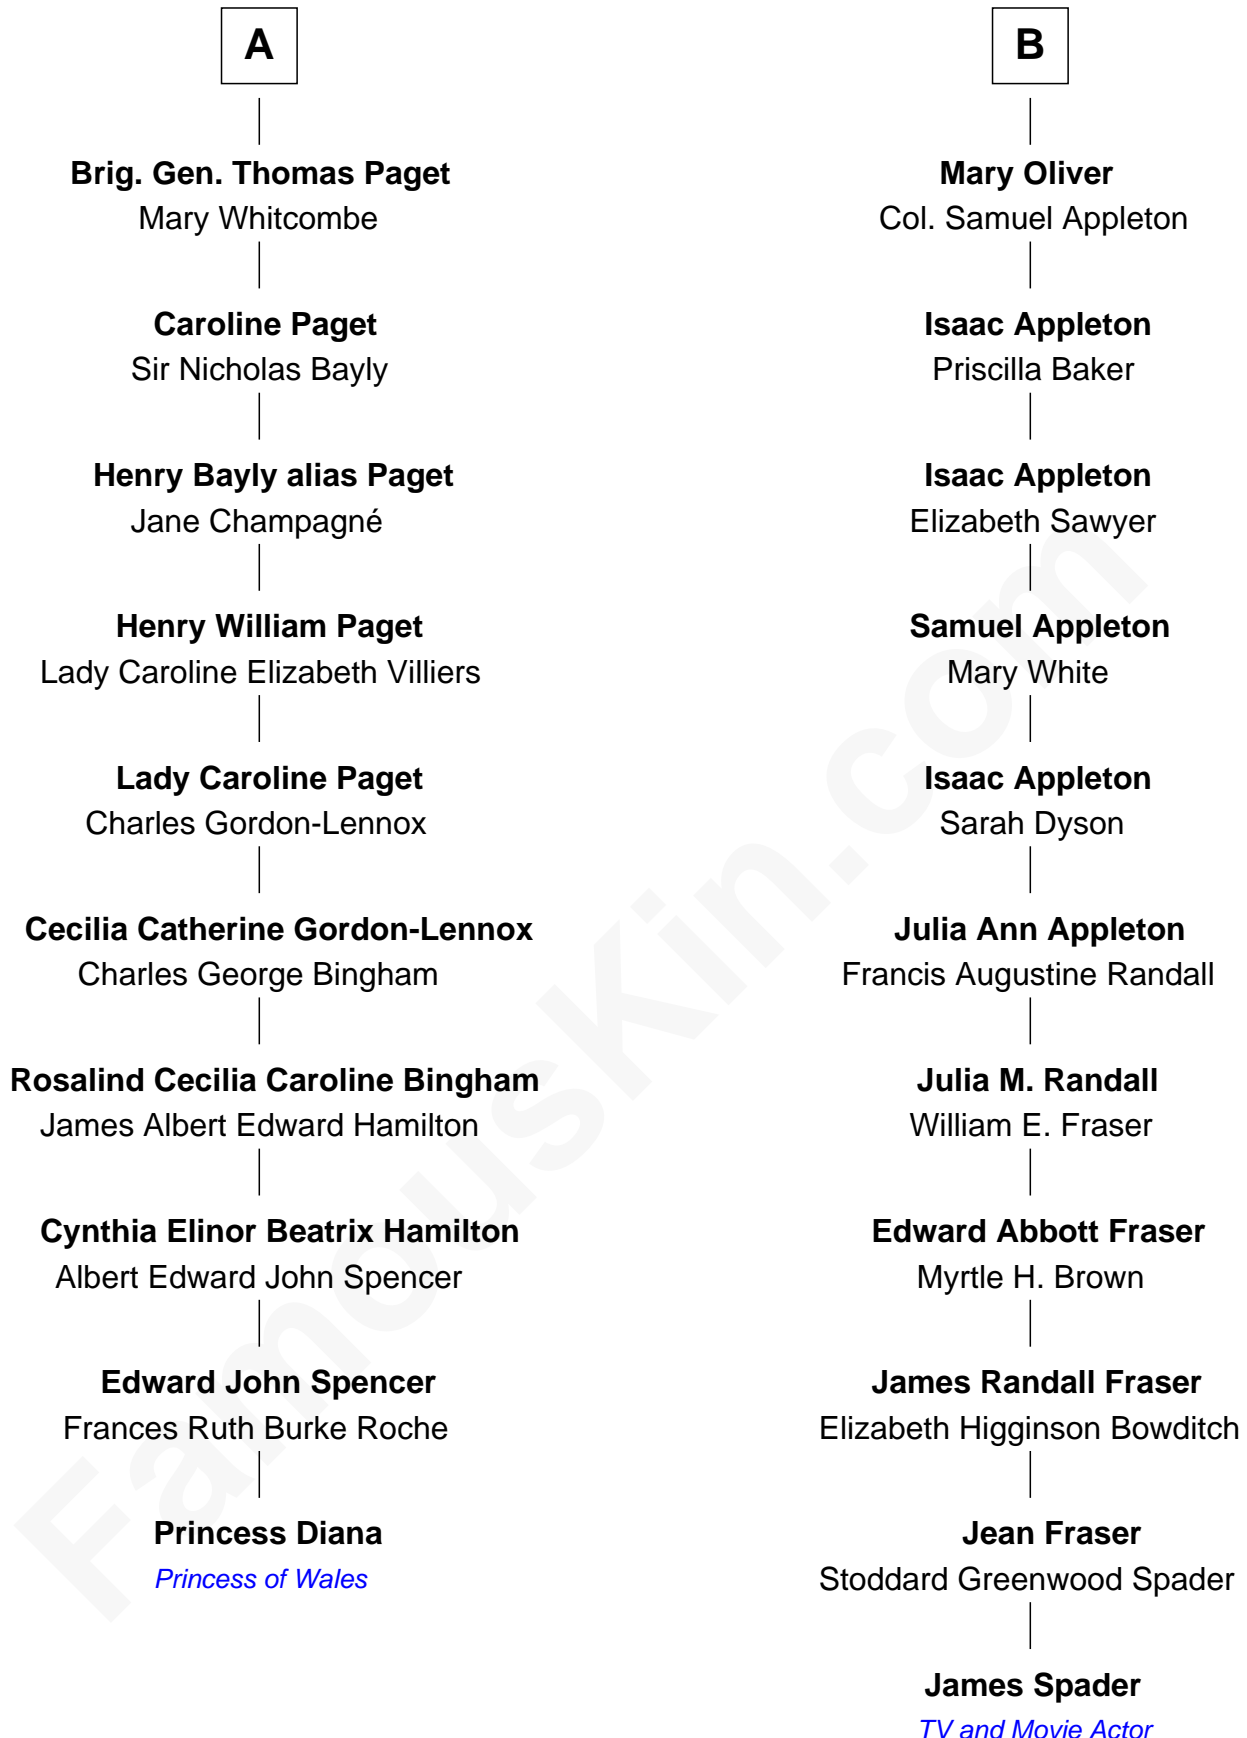 A
Brig. Gen. Thomas Paget
Mary Whitcombe
Caroline Paget
Sir Nicholas Bayly
Henry Bayly alias Paget
Jane Champagné
Henry William Paget
Lady Caroline Elizabeth Villiers
Lady Caroline Paget
Charles Gordon-Lennox
Cecilia Catherine Gordon-Lennox
Charles George Bingham
Rosalind Cecilia Caroline Bingham
James Albert Edward Hamilton
Cynthia Elinor Beatrix Hamilton
Albert Edward John Spencer
Edward John Spencer
Frances Ruth Burke Roche
Princess Diana
Princess of Wales
B
Mary Oliver
Col. Samuel Appleton
Isaac Appleton
Priscilla Baker
Isaac Appleton
Elizabeth Sawyer
Samuel Appleton
Mary White
Isaac Appleton
Sarah Dyson
Julia Ann Appleton
Francis Augustine Randall
Julia M. Randall
William E. Fraser
Edward Abbott Fraser
Myrtle H. Brown
James Randall Fraser
Elizabeth Higginson Bowditch
Jean Fraser
Stoddard Greenwood Spader
James Spader
TV and Movie Actor
FamousKin.com